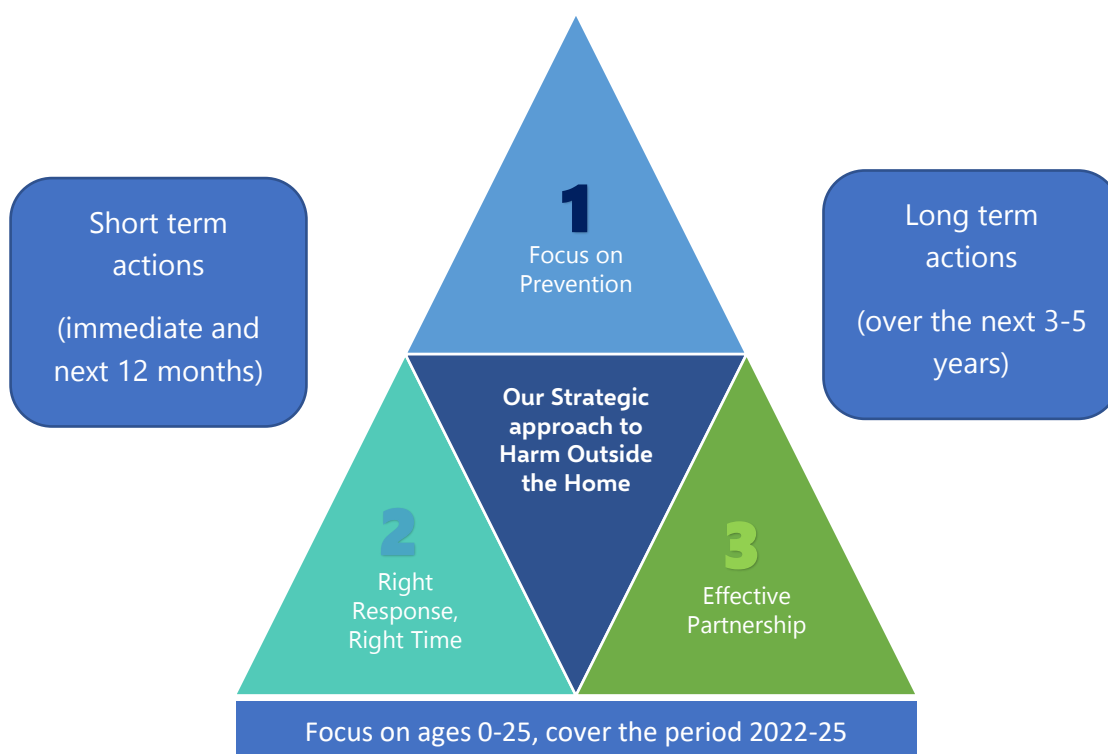 Short term
actions
(immediate and
next 12 months)
1
Focus on
Prevention
Long term
actions
(over the next 3-5
years)
Our Strategic
approach to
Harm Outside
the Home
2
Right
Response,
Right Time
3
Effective
Partnership
Focus on ages 0-25, cover the period 2022-25